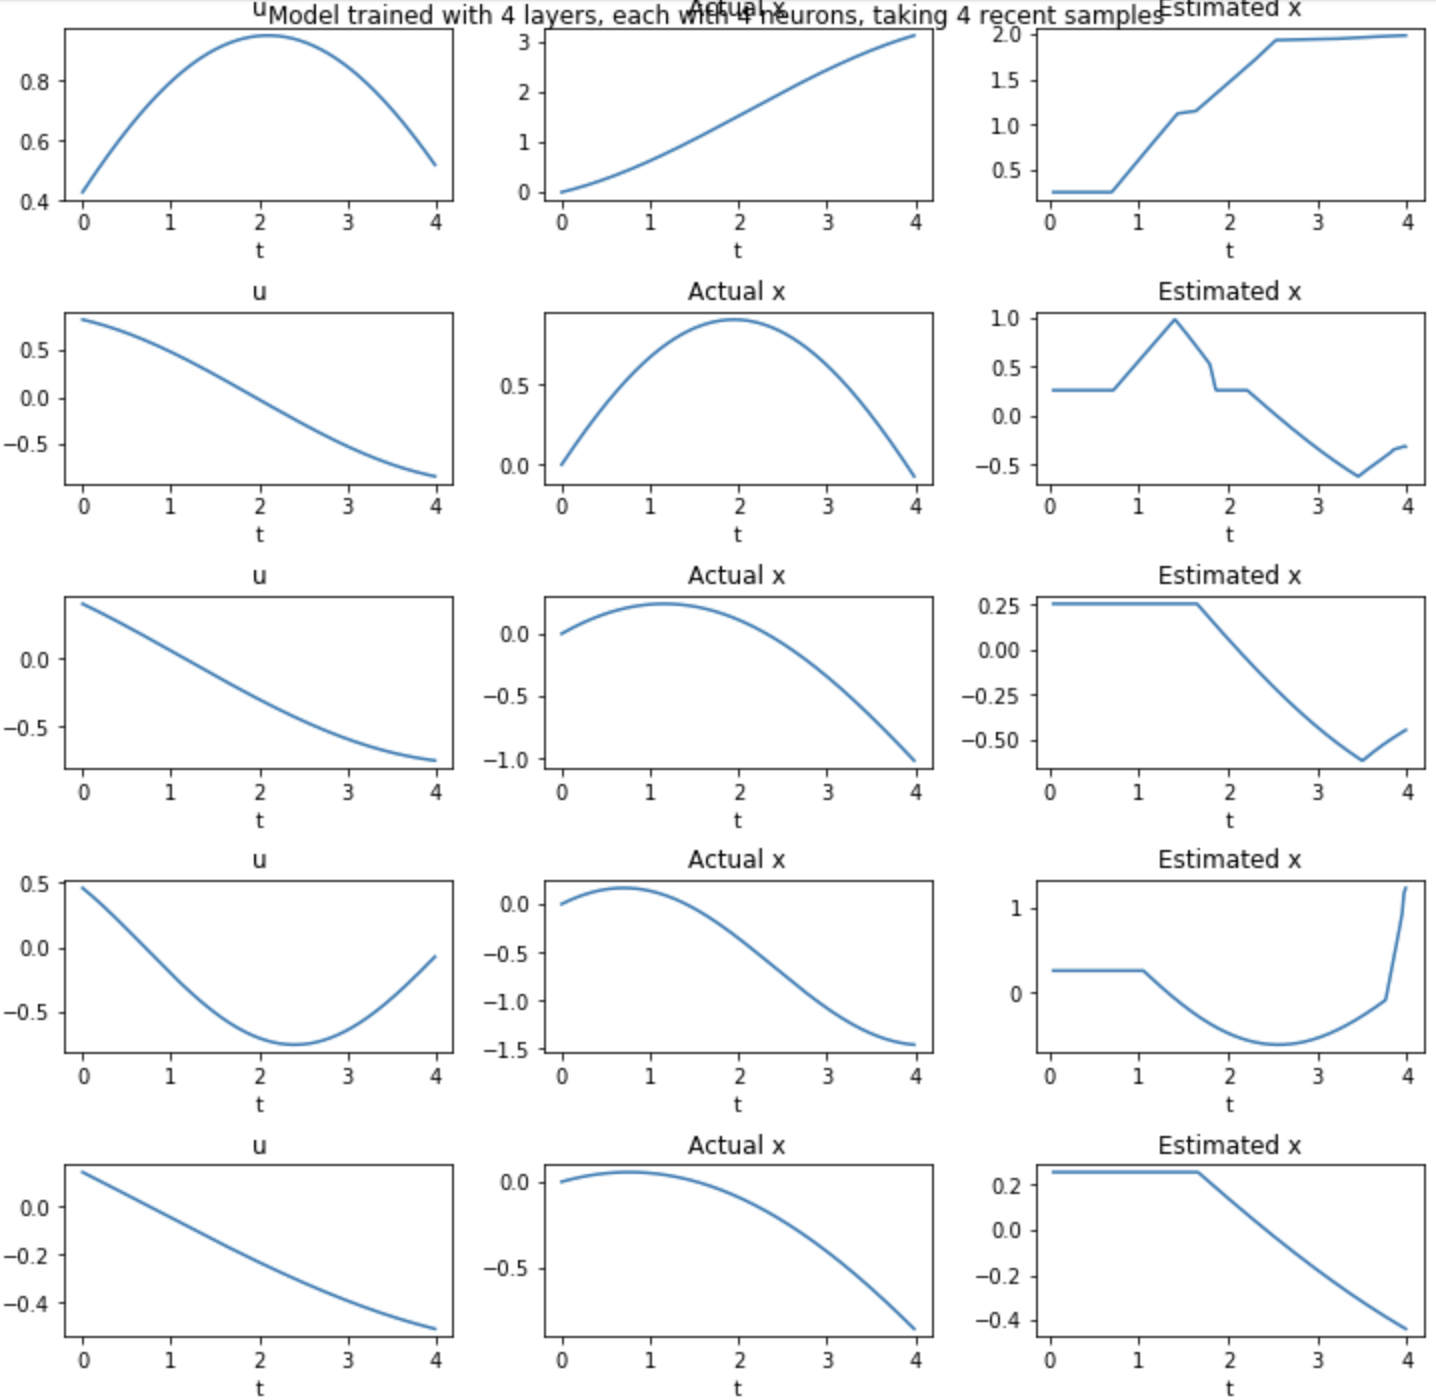 Model trained with 4 layers, each with 4 neurons, taking 4 recent samples
u Actual x Estimated x
0.8 3 2.0
0.6 2 1.5
0.4 1 1.0
0 0.5
0 1 2 3 4 0 1 2 3 4 0 1 2 3 4
t t t
u Actual x Estimated x
0.5 0.5 1.0
0.0 0.0 0.5
−0.5 0.0
−0.5
0 1 2 3 4 0 1 2 3 4 0 1 2 3 4
t t t
u Actual x Estimated x
0.0 0.0 0.25
−0.5 −0.5 0.00
−1.0 −0.25
−0.50
0 1 2 3 4 0 1 2 3 4 0 1 2 3 4
t t t
u Actual x Estimated x
0.5 0.0 1
0.0 −0.5 0
−0.5 −1.0
−1.5
0 1 2 3 4 0 1 2 3 4 0 1 2 3 4
t t t
u Actual x Estimated x
0.0 0.0 0.2
−0.2 −0.5 0.0
−0.4 −0.2
−0.4
0 1 2 3 4 0 1 2 3 4 0 1 2 3 4
t t t